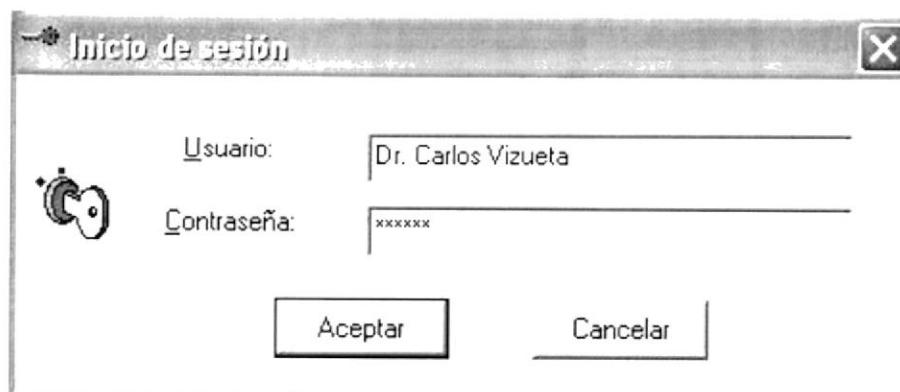 Inicio de sesión
Usuario: Dr. Carlos Vizueta
Contraseña: xxxxxx
Aceptar Cancelar